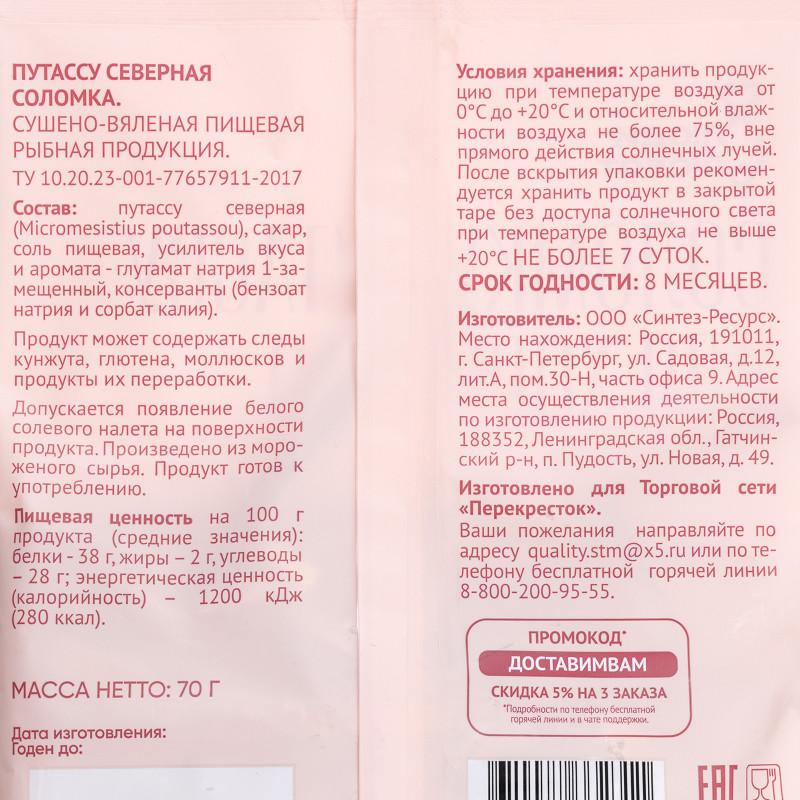 ПУТАССУ СЕВЕРНАЯ
СОЛОМКА.
СУШЕНО-ВЯЛЕНАЯ ПИЩЕВАЯ
РЫБНАЯ ПРОДУКЦИЯ.
ТУ 10.20.23-001-77657911-2017
Состав: путассу северная
(Micromesistius poutassou), сахар,
соль пищевая, усилитель вкуса
и аромата - глутамат натрия 1-за-
мещенный, консерванты (бензоат
натрия и сорбат калия).
Продукт может содержать следы
кунжута, глютена, моллюсков и
продукты их переработки.
Допускается появление белого
солевого налета на поверхности
продукта. Произведено из моро-
женого сырья. Продукт готов к
употреблению.
Пищевая ценность на 100 г
продукта (средние значения):
белки - 38 г, жиры – 2 г, углеводы
– 28 г; энергетическая ценность
(калорийность) – 1200 кДж
(280 ккал).
МАССА НЕТТО: 70 Г
Дата изготовления:
Годен до:
Условия хранения: хранить продук-
цию при температуре воздуха от
0°С до +20°С и относительной влаж-
ности воздуха не более 75%, вне
прямого действия солнечных лучей.
После вскрытия упаковки рекомен-
дуется хранить продукт в закрытой
таре без доступа солнечного света
при температуре воздуха не выше
+20°С НЕ БОЛЕЕ 7 СУТОК.
СРОК ГОДНОСТИ: 8 МЕСЯЦЕВ.
Изготовитель: ООО «Синтез-Ресурс».
Место нахождения: Россия, 191011,
г. Санкт-Петербург, ул. Садовая, д.12,
лит.А, пом.30-Н, часть офиса 9. Адрес
места осуществления деятельности
по изготовлению продукции: Россия,
188352, Ленинградская обл., Гатчин-
ский р-н, п. Пудость, ул. Новая, д. 49.
Изготовлено для Торговой сети
«Перекресток».
Ваши пожелания направляйте по
адресу quality.stm@x5.ru или по те-
лефону бесплатной горячей линии
8-800-200-95-55.
ПРОМОКОД*
ДОСТАВИМВАМ
СКИДКА 5% НА 3 ЗАКАЗА
*Подробности по телефону бесплатной
горячей линии и в чате поддержки.
ЕАС